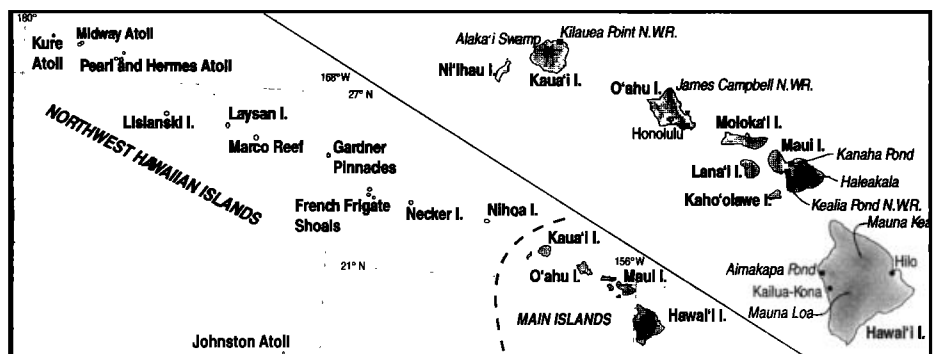 180°
Kure
Atoll
Midway Atoll
Pearl and Hermes Atoll
168° W
27° N
Lisianski I.
Laysan I.
Marco Reef
Gardner
Pinnacles
NORTHWEST HAWAIIAN ISLANDS
French Frigate
Shoals
Necker I.
Nihoa I.
21° N
Johnston Atoll
Kaua'i I.
O'ahu I.
156° W
Maui I.
MAIN ISLANDS
Hawai'i I.
Alaka'i Swamp
Kilauea Point N.W.R.
Ni'ihau I.
Kaua'i I.
O'ahu I.
James Campbell N.W.R.
Honolulu
Moloka'i I.
Maui I.
Kanaha Pond
Lana'i I.
Haleakala
Kaho'olawe I.
Kealia Pond N.W.R.
Mauna Kea
Aimakapa Pond
Hilo
Kailua-Kona
Mauna Loa
Hawai'i I.